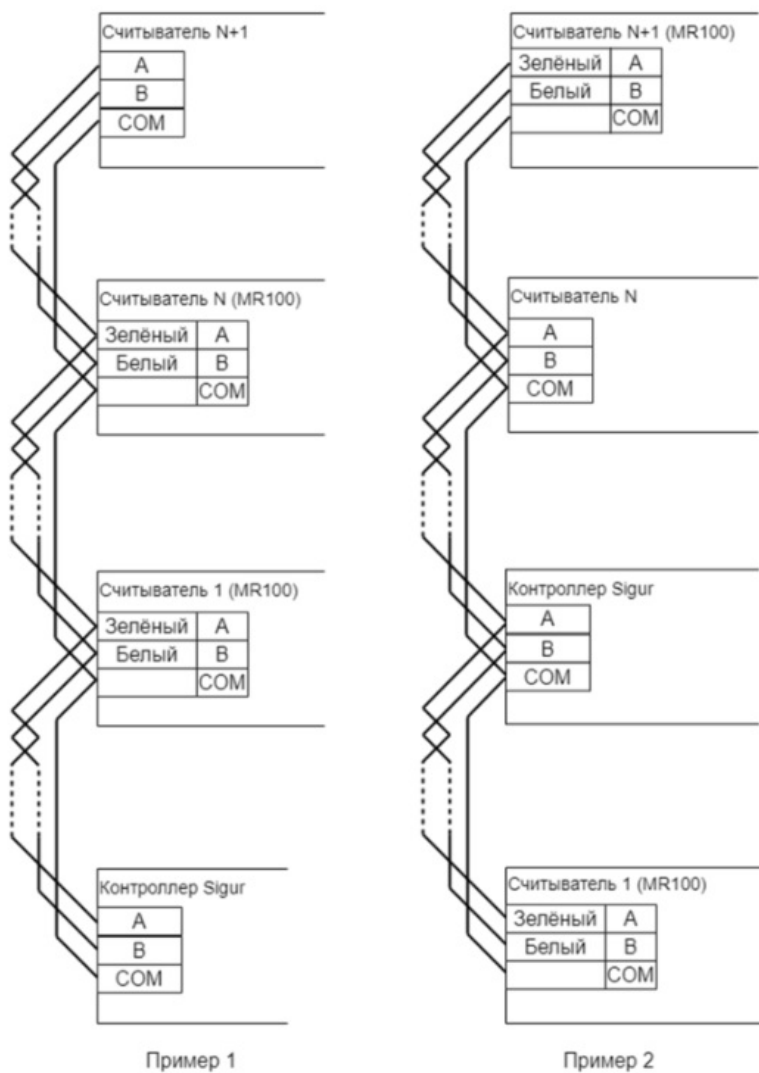 Считыватель N+1
A
B
COM
Считыватель N (MR100)
Зелёный A
Белый B
COM
Считыватель 1 (MR100)
Зелёный A
Белый B
COM
Контроллер Sigur
A
B
COM
Пример 1
Считыватель N+1 (MR100)
Зелёный A
Белый B
COM
Считыватель N
A
B
COM
Контроллер Sigur
A
B
COM
Считыватель 1 (MR100)
Зелёный A
Белый B
COM
Пример 2